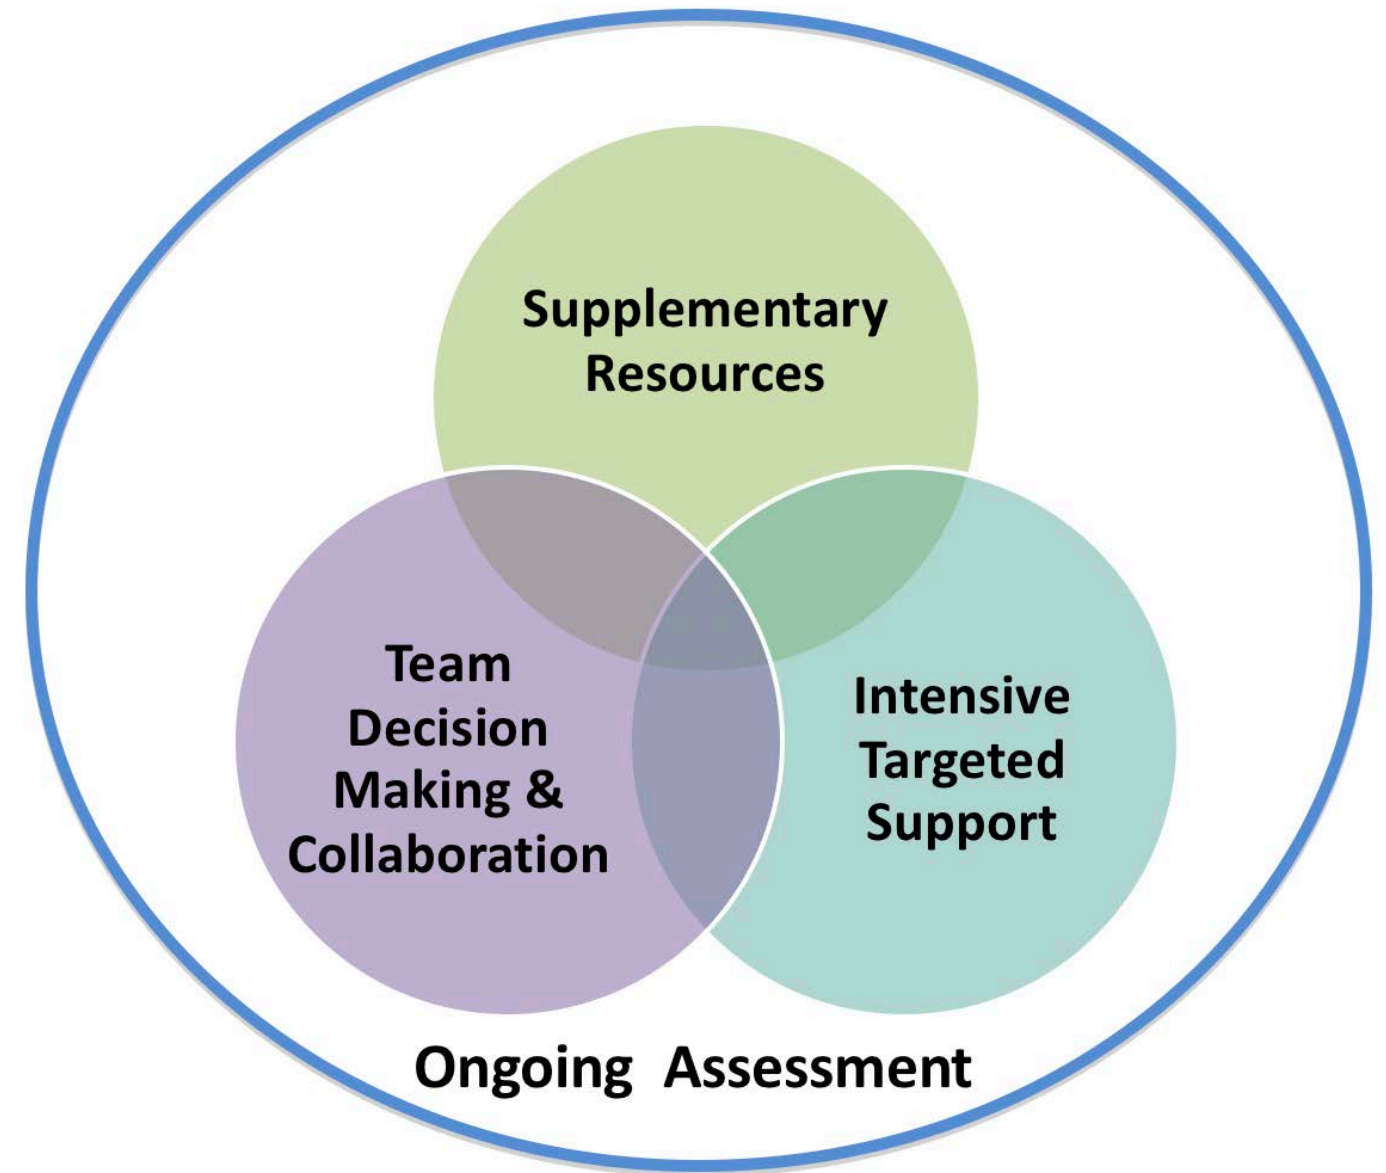 Supplementary
Resources
Team
Decision
Making &
Collaboration
Intensive
Targeted
Support
Ongoing Assessment